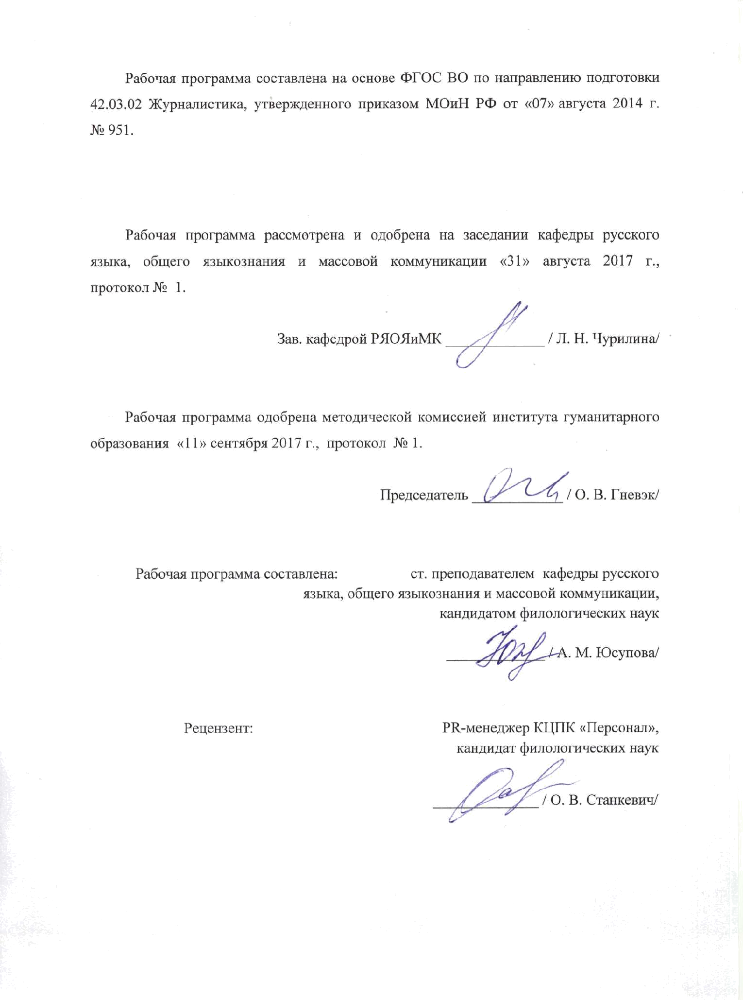 Рабочая программа составлена на основе ФГОС ВО по направлению подготовки
42.03.02 Журналистика, утвержденного приказом МОиН РФ от «07» августа 2014 г.
№ 951.
Рабочая программа рассмотрена и одобрена на заседании кафедры русского
языка, общего языкознания и массовой коммуникации «31» августа 2017 г.,
протокол № 1.
Зав. кафедрой РЯОЯиМК ______________ / Л. Н. Чурилина/
Рабочая программа одобрена методической комиссией института гуманитарного
образования «11» сентября 2017 г., протокол № 1.
Председатель _____________ / О. В. Гневэк/
Рабочая программа составлена: ст. преподавателем кафедры русского
языка, общего языкознания и массовой коммуникации,
кандидатом филологических наук
______________ / А. М. Юсупова/
Рецензент: PR-менеджер КЦПК «Персонал»,
кандидат филологических наук
_______________ / О. В. Станкевич/